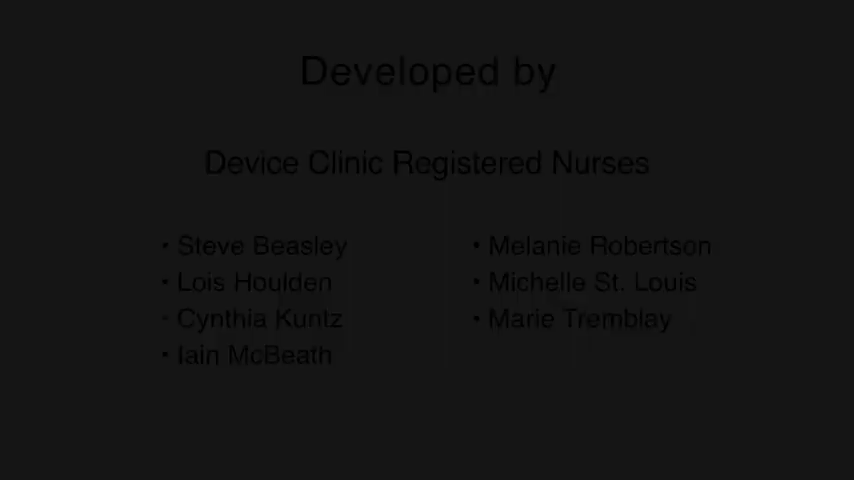 Developed by
Device Clinic Registered Nurses
• Steve Beasley
• Lois Houlden
• Cynthia Kuntz
• Iain McBeath
• Melanie Robertson
• Michelle St. Louis
• Marie Tremblay